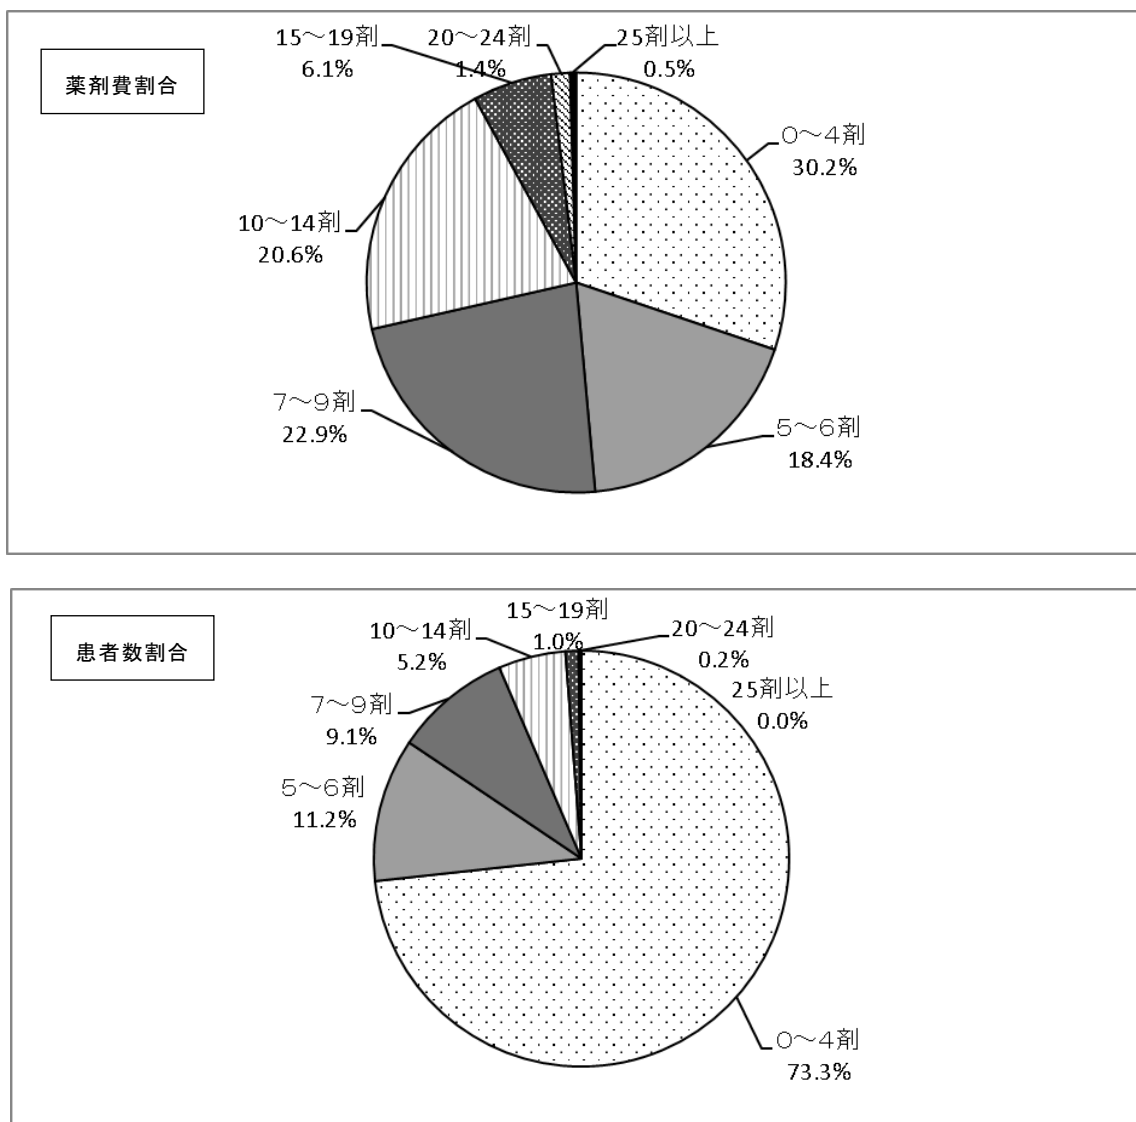 薬剤費割合
15～19剤
6.1%
20～24剤
1.4%
25剤以上
0.5%
０～４剤
30.2%
10～14剤
20.6%
７～９剤
22.9%
５～６剤
18.4%
患者数割合
15～19剤
1.0%
10～14剤
5.2%
20～24剤
0.2%
25剤以上
0.0%
７～９剤
9.1%
５～６剤
11.2%
０～４剤
73.3%